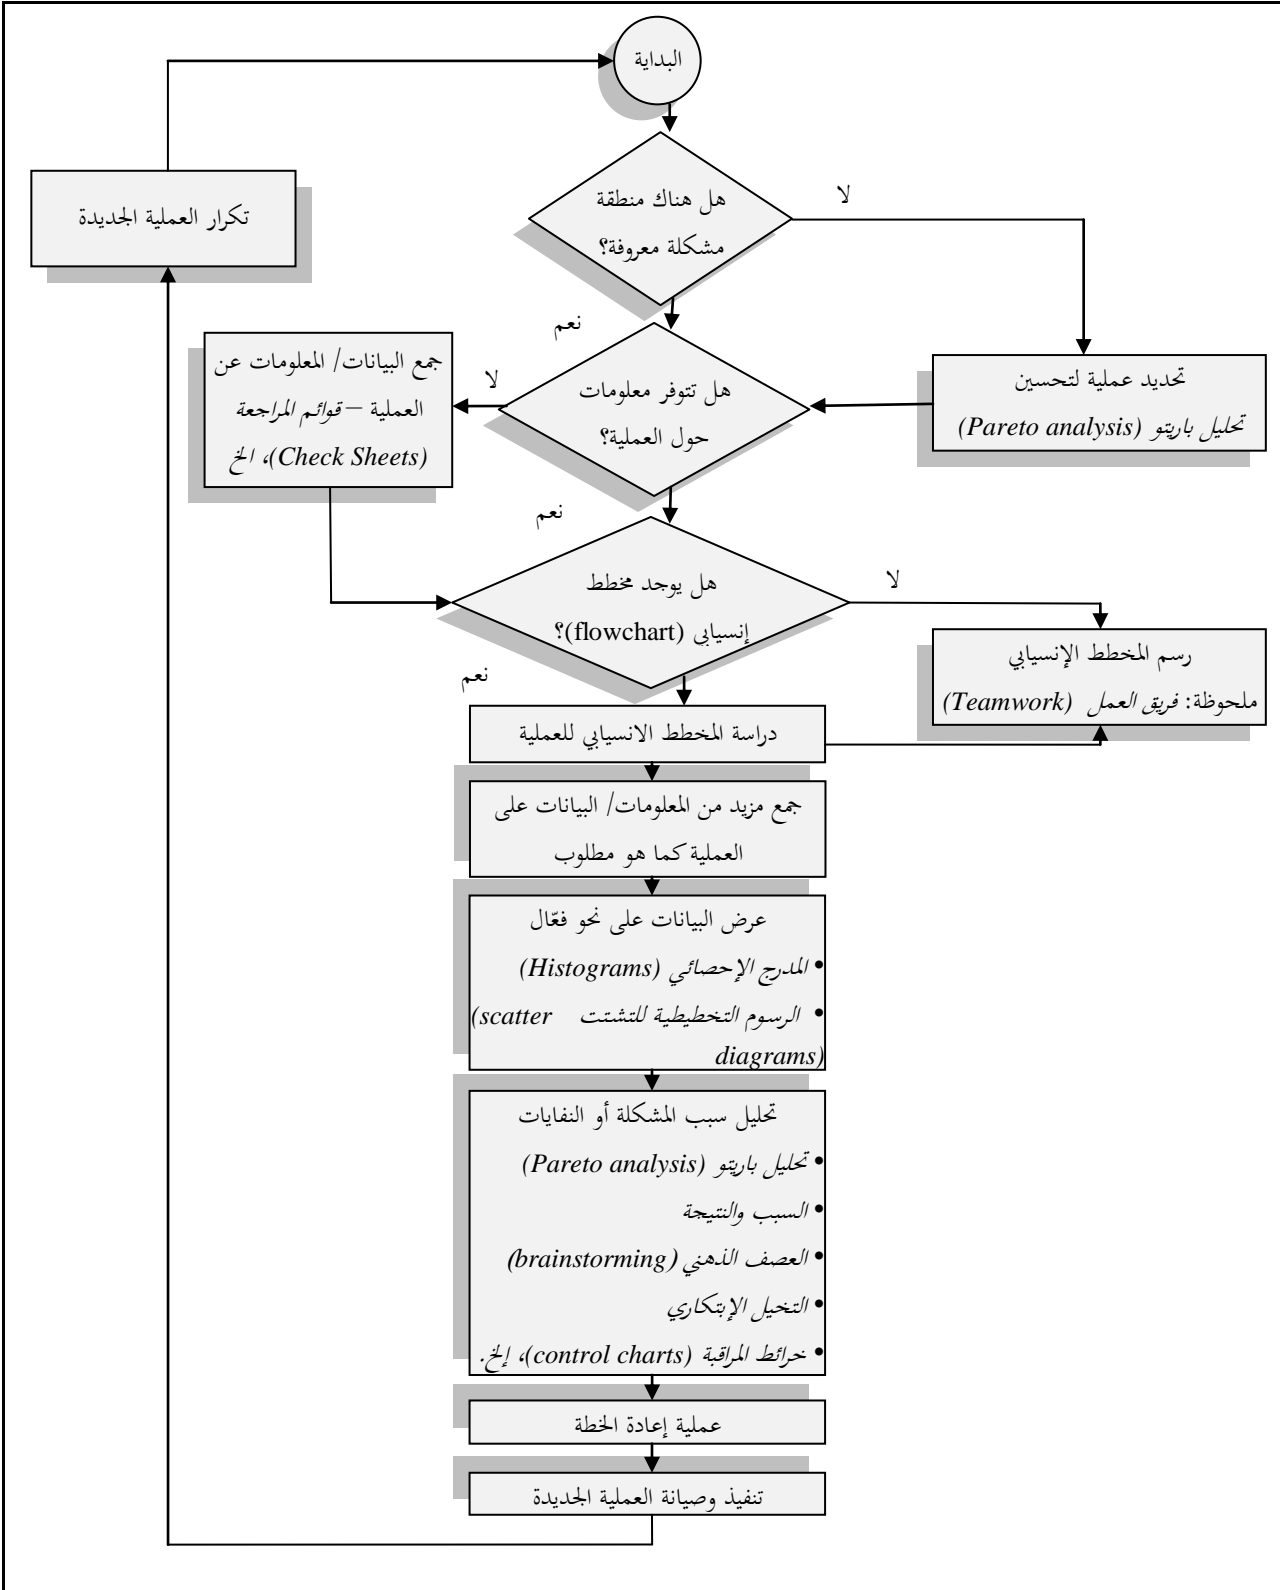 البداية
هل هناك منطقة
مشكلة معروفة؟
لا
تكرار العملية الجديدة
نعم
تحديد عملية لتحسين
تحليل باريتو (Pareto analysis)
هل تتوفر معلومات
حول العملية؟
لا
جمع البيانات/ المعلومات عن
العملية – قوائم المراجعة
(Check Sheets)، الخ
نعم
هل يوجد مخطط
إنسيابي (flowchart)؟
لا
رسم المخطط الإنسيابي
ملحوظة: فريق العمل (Teamwork)
نعم
دراسة المخطط الانسيابي للعملية
جمع مزيد من المعلومات/ البيانات على
العملية كما هو مطلوب
عرض البيانات على نحو فعّال
• المدرج الإحصائي (Histograms)
• الرسوم التخطيطية للتشتت (scatter
diagrams)
تحليل سبب المشكلة أو النفايات
• تحليل باريتو (Pareto analysis)
• السبب والنتيجة
• العصف الذهني (brainstorming)
• التخيل الإبتكاري
• خرائط المراقبة (control charts)، إلخ.
عملية إعادة الخطة
تنفيذ وصيانة العملية الجديدة